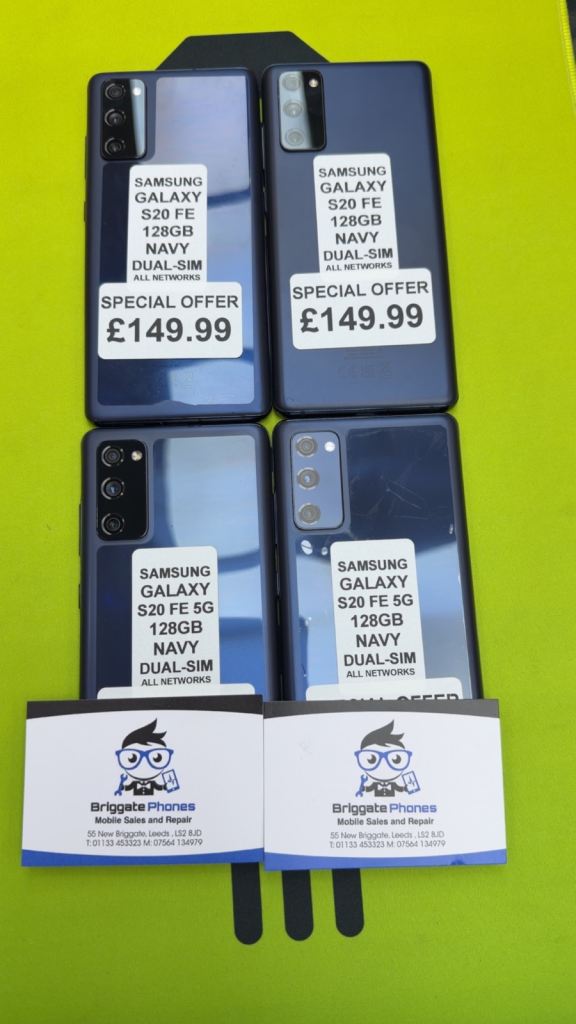 SAMSUNG
GALAXY
S20 FE
128GB
NAVY
DUAL-SIM
ALL NETWORKS
SPECIAL OFFER
£149.99
SAMSUNG
GALAXY
S20 FE
128GB
NAVY
DUAL-SIM
ALL NETWORKS
SPECIAL OFFER
£149.99
SAMSUNG
GALAXY
S20 FE 5G
128GB
NAVY
DUAL-SIM
ALL NETWORKS
SAMSUNG
GALAXY
S20 FE 5G
128GB
NAVY
DUAL-SIM
ALL NETWORKS
OFFER
Briggate Phones
Mobile Sales and Repair
55 New Briggate, Leeds , LS2 8JD
T: 01133 453323 M: 07564 134979
Briggate Phones
Mobile Sales and Repair
55 New Briggate, Leeds , LS2 8JD
T: 01133 453323 M: 07564 134979